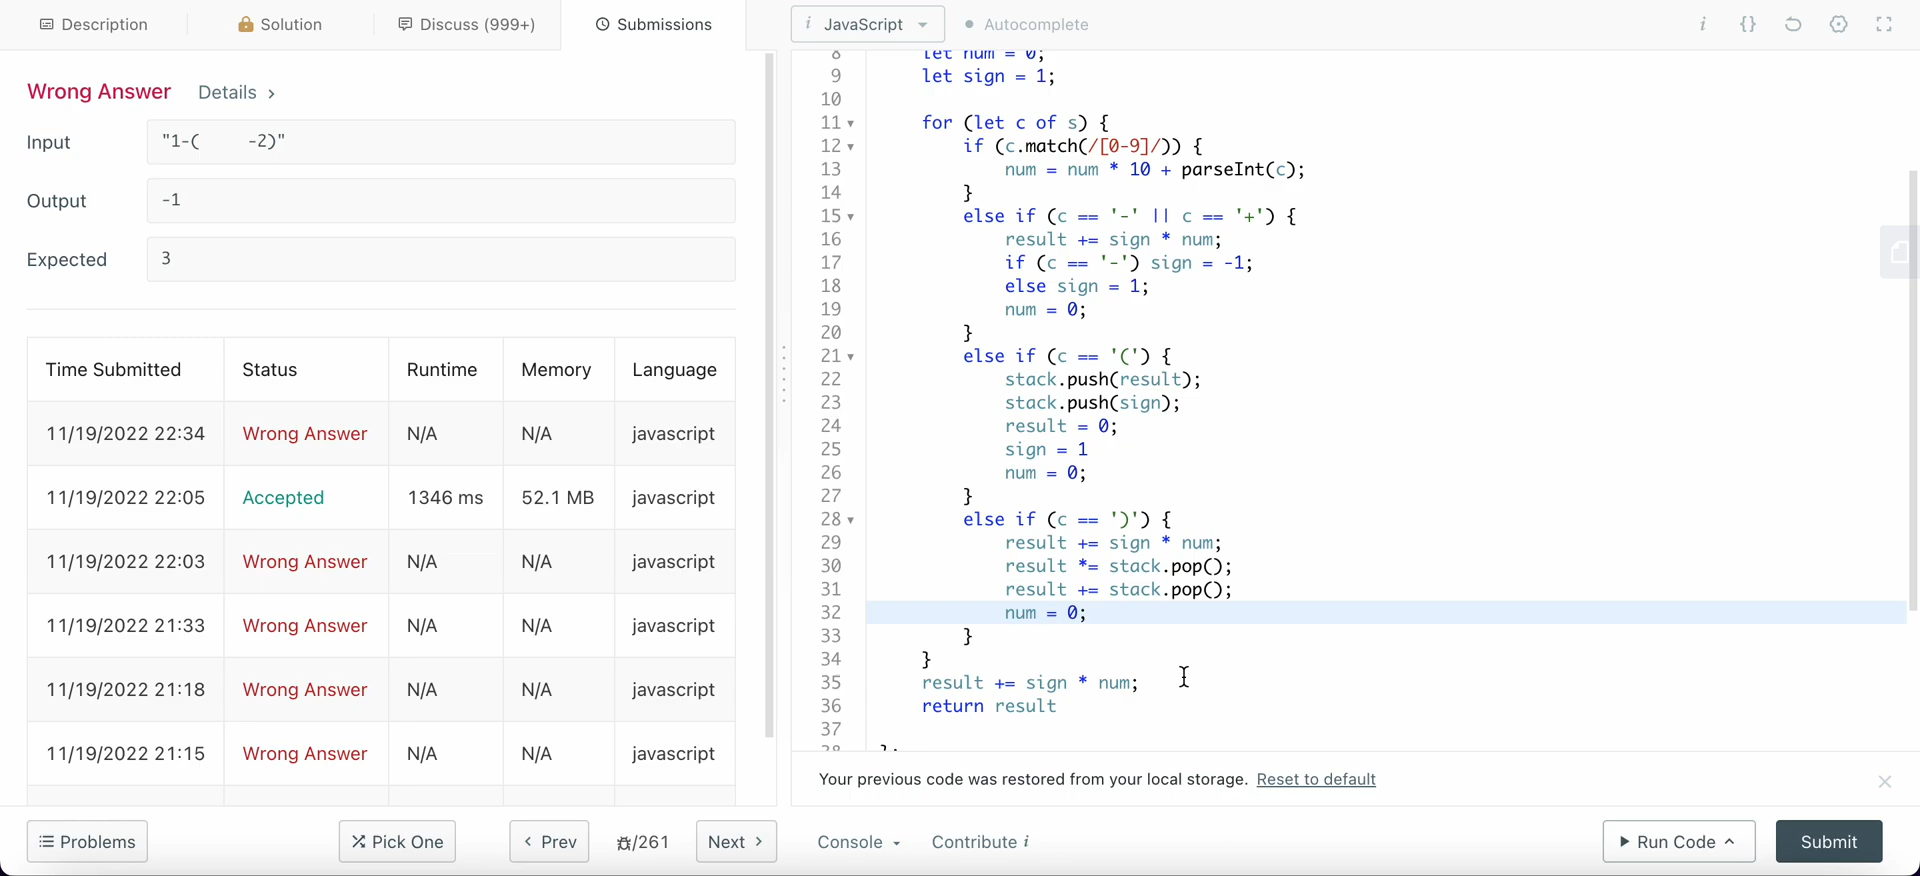 Description
Solution
Discuss (999+)
Submissions
i JavaScript
Autocomplete
i {}
Wrong Answer Details >
Input "1-(    -2)"
Output -1
Expected 3
Time Submitted Status Runtime Memory Language
11/19/2022 22:34 Wrong Answer N/A N/A javascript
11/19/2022 22:05 Accepted 1346 ms 52.1 MB javascript
11/19/2022 22:03 Wrong Answer N/A N/A javascript
11/19/2022 21:33 Wrong Answer N/A N/A javascript
11/19/2022 21:18 Wrong Answer N/A N/A javascript
11/19/2022 21:15 Wrong Answer N/A N/A javascript
8 let num = 0;
9 let sign = 1;
10
11 for (let c of s) {
12 if (c.match(/[0-9]/)) {
13 num = num * 10 + parseInt(c);
14 }
15 else if (c == '-' || c == '+') {
16 result += sign * num;
17 if (c == '-') sign = -1;
18 else sign = 1;
19 num = 0;
20 }
21 else if (c == '(') {
22 stack.push(result);
23 stack.push(sign);
24 result = 0;
25 sign = 1
26 num = 0;
27 }
28 else if (c == ')') {
29 result += sign * num;
30 result *= stack.pop();
31 result += stack.pop();
32 num = 0;
33 }
34 }
35 result += sign * num;
36 return result
37
38 };
Your previous code was restored from your local storage. Reset to default
Problems
Pick One
< Prev
/261
Next >
Console
Contribute i
Run Code
Submit